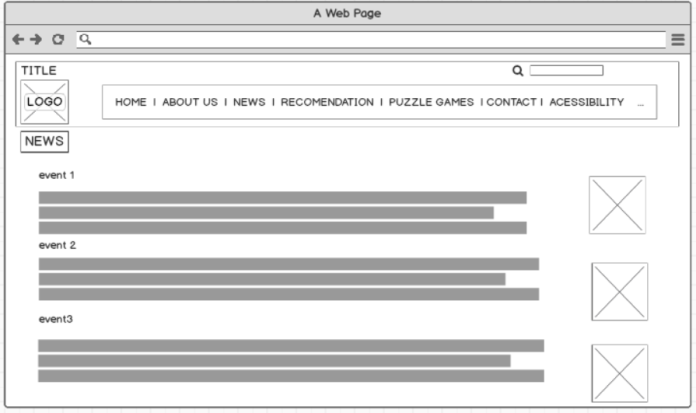 A Web Page
TITLE
LOGO
HOME | ABOUT US | NEWS | RECOMENDATION | PUZZLE GAMES | CONTACT | ACESSIBILITY ...
NEWS
event 1
event 2
event3